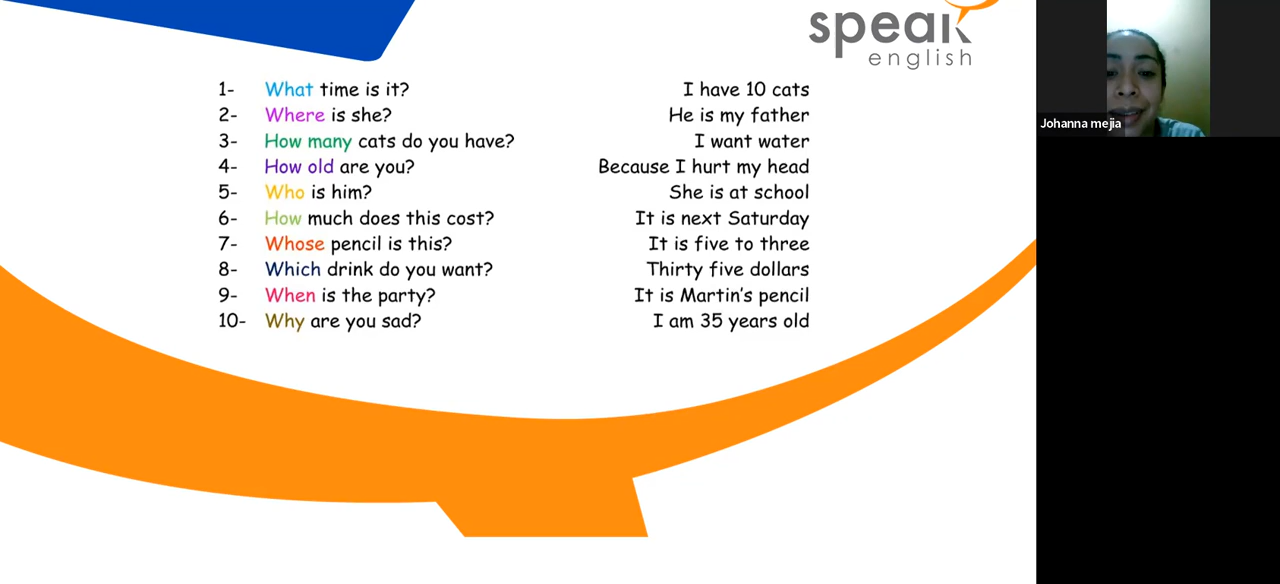 speak
english
1- What time is it? I have 10 cats
2- Where is she? He is my father
3- How many cats do you have? I want water
4- How old are you? Because I hurt my head
5- Who is him? She is at school
6- How much does this cost? It is next Saturday
7- Whose pencil is this? It is five to three
8- Which drink do you want? Thirty five dollars
9- When is the party? It is Martin's pencil
10- Why are you sad? I am 35 years old
Johanna mejia